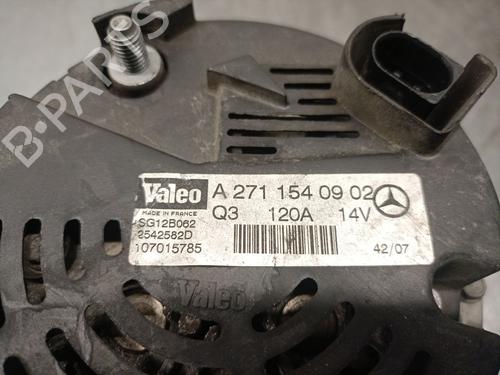 B-PARTS
Valeo A 271 154 09 02
MADE IN FRANCE Q3 120A 14V
SG12B062
2542582D
107015785
42/07
Valeo